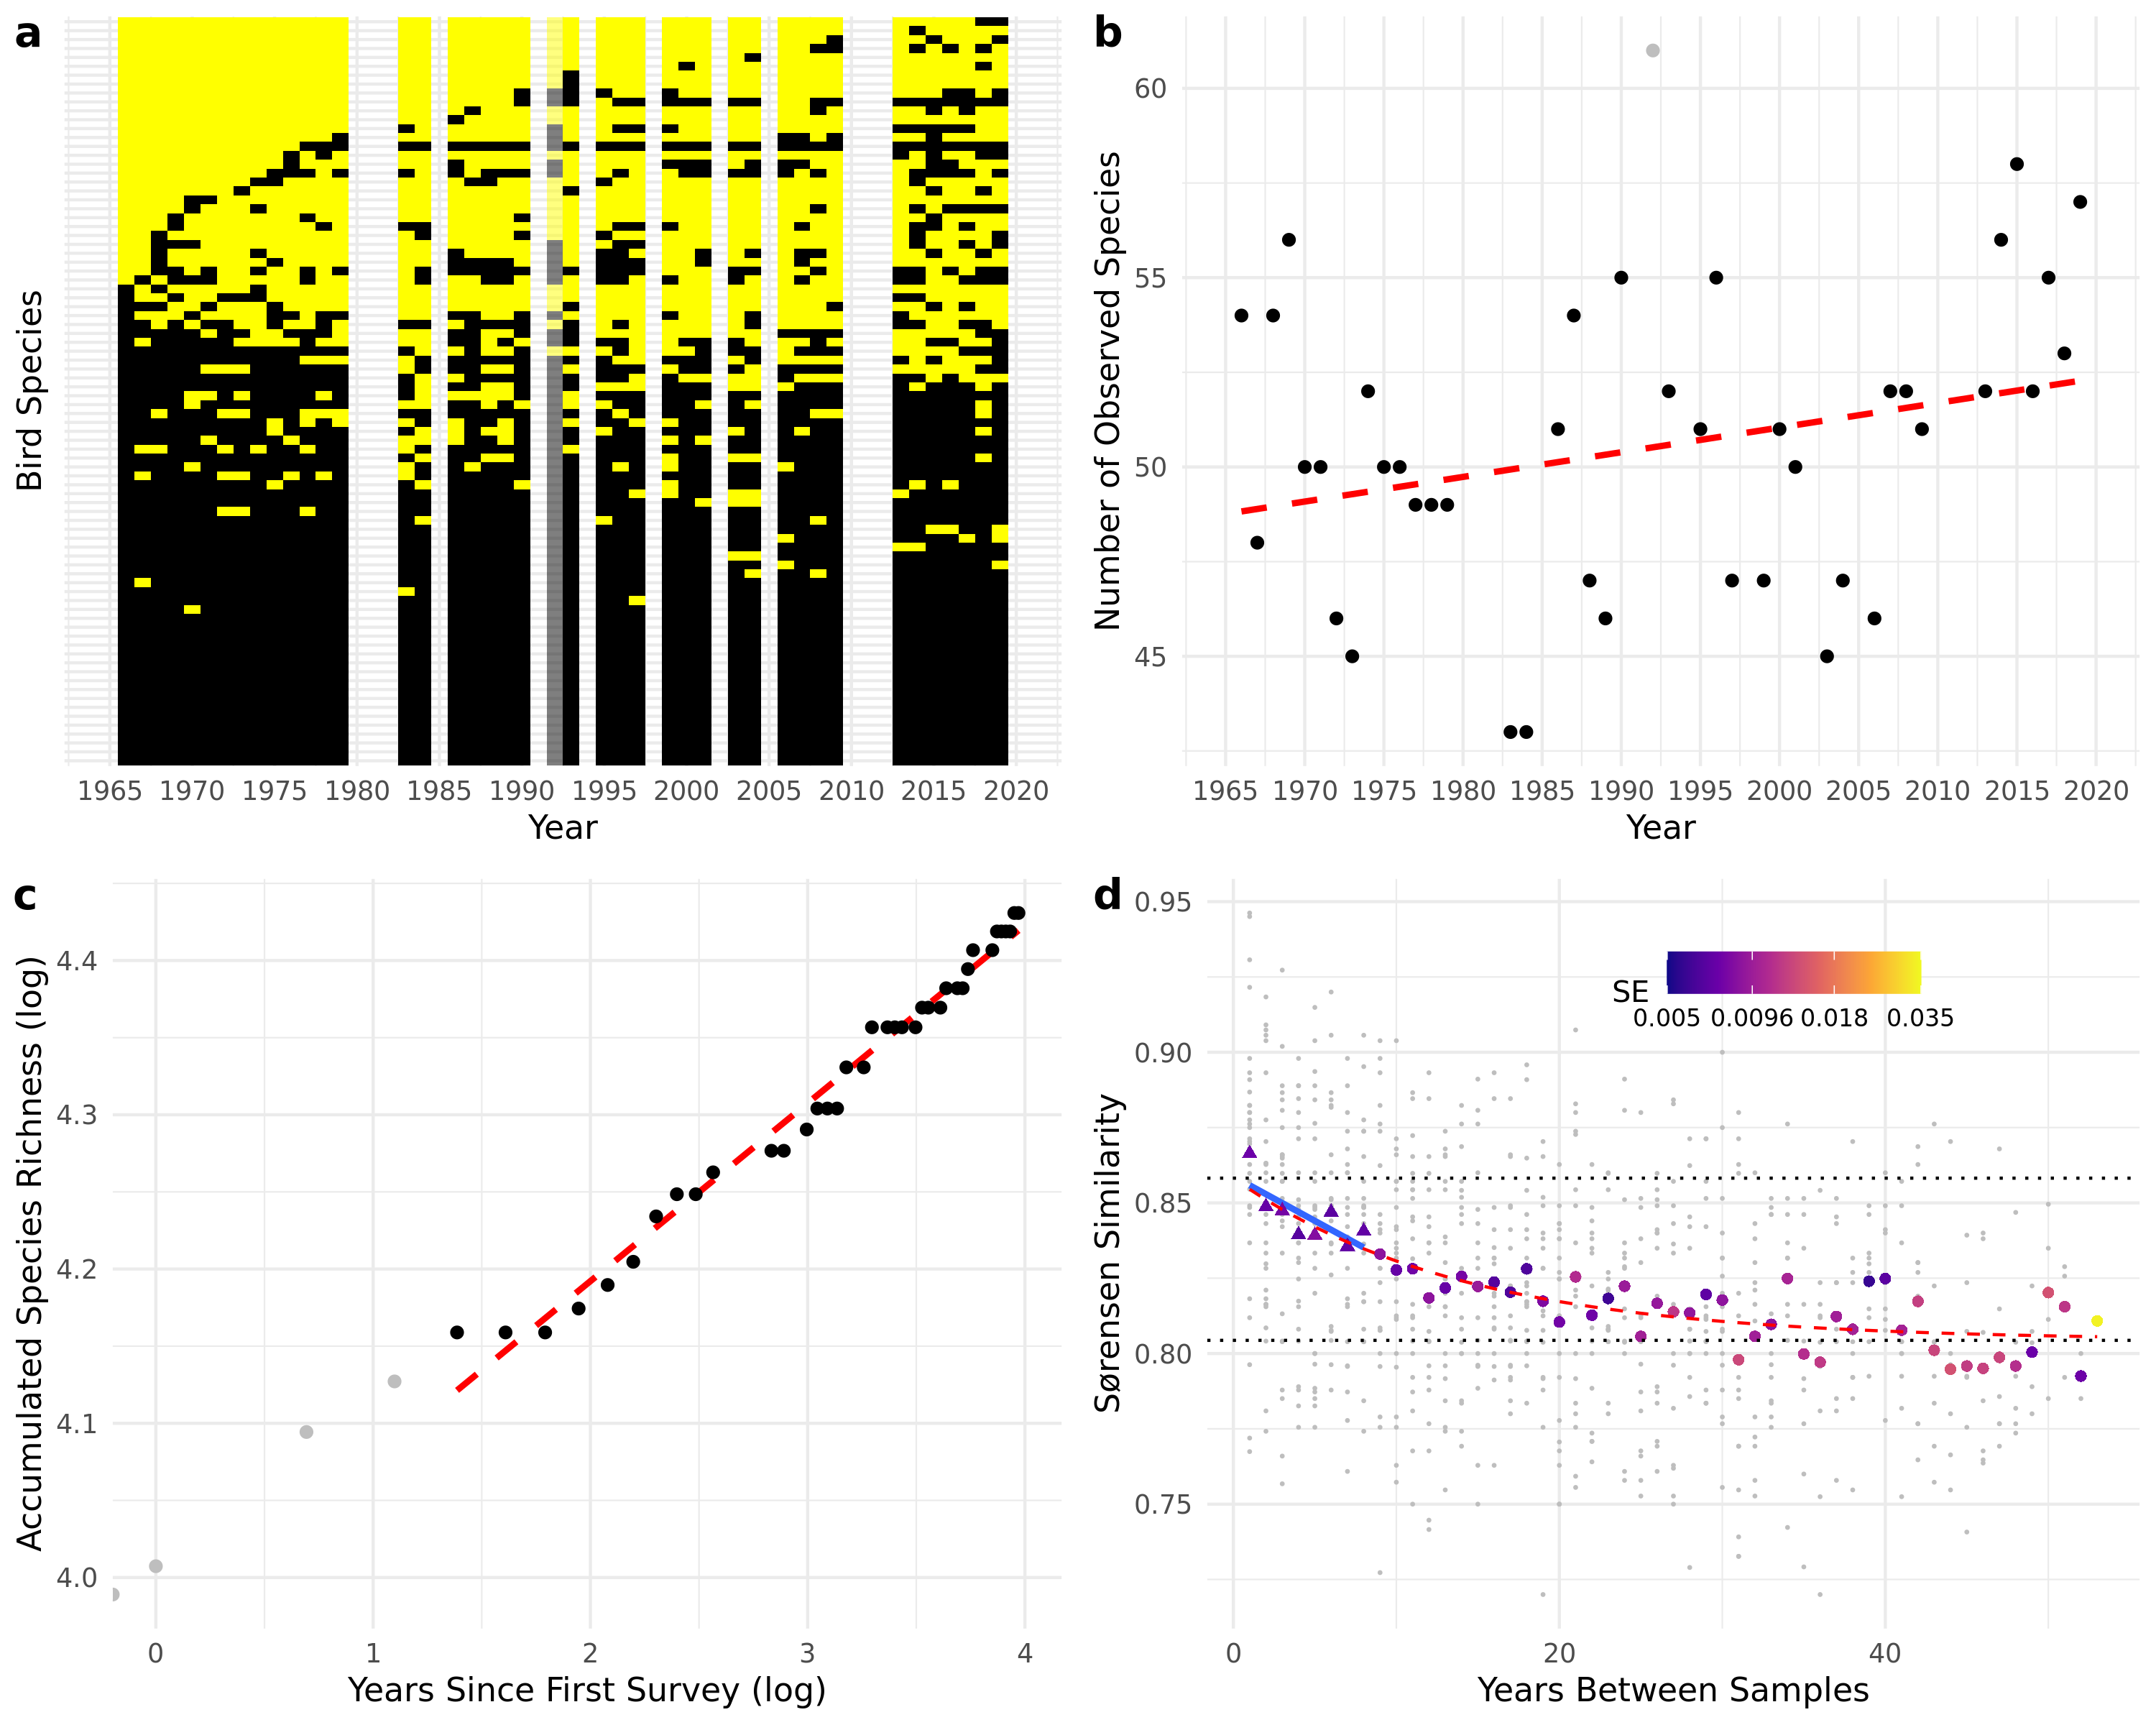 a
Bird Species
1965 1970 1975 1980 1985 1990 1995 2000 2005 2010 2015 2020
Year
b
Number of Observed Species
60
55
50
45
1965 1970 1975 1980 1985 1990 1995 2000 2005 2010 2015 2020
Year
c
Accumulated Species Richness (log)
4.4
4.3
4.2
4.1
4.0
0 1 2 3 4
Years Since First Survey (log)
d
Sørensen Similarity
0.95
0.90
0.85
0.80
0.75
SE
0.005 0.0096 0.018 0.035
0 20 40
Years Between Samples